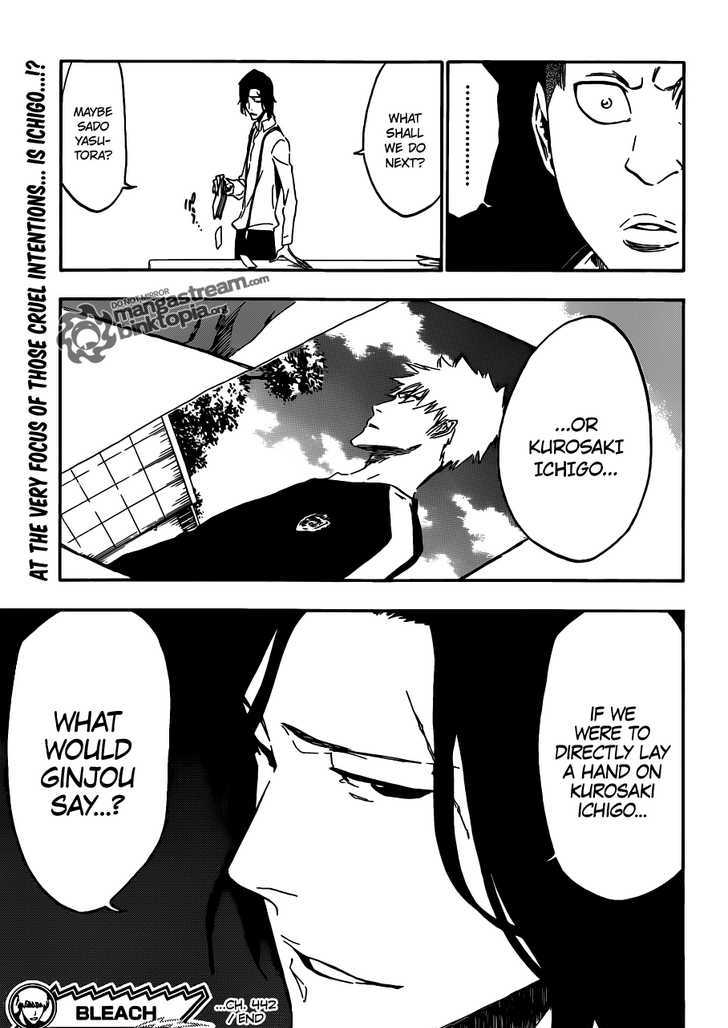 ..........
WHAT
SHALL
WE DO
NEXT?
MAYBE
SADO
YASU-
TORA?
...OR
KUROSAKI
ICHIGO...
IF WE
WERE TO
DIRECTLY LAY
A HAND ON
KUROSAKI
ICHIGO...
WHAT
WOULD
GINJOU
SAY...?
AT THE VERY FOCUS OF THOSE CRUEL INTENTIONS... IS ICHIGO...!?
DO NOT MIRROR
mangastream.com
binktopia.org
BLEACH
...CH. 442
/ END